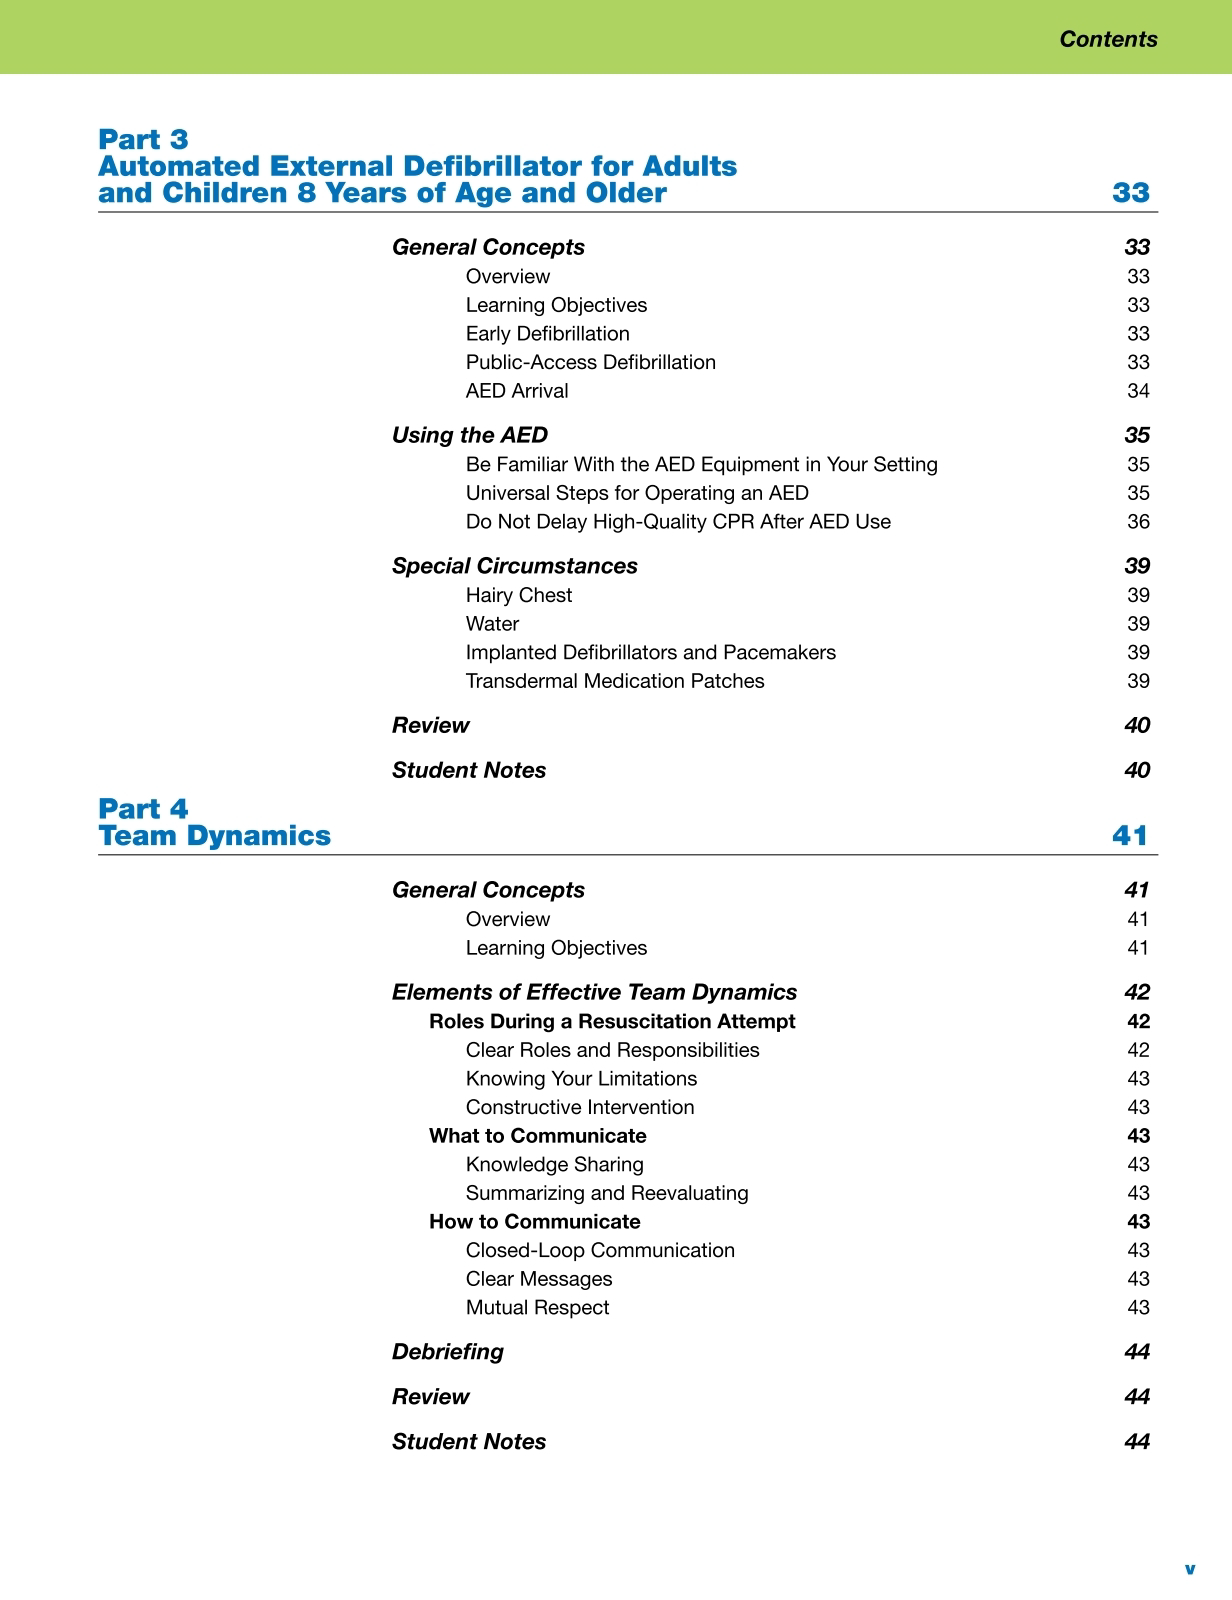 Contents
Part 3
Automated External Defibrillator for Adults
and Children 8 Years of Age and Older 33
General Concepts 33
Overview 33
Learning Objectives 33
Early Defibrillation 33
Public-Access Defibrillation 33
AED Arrival 34
Using the AED 35
Be Familiar With the AED Equipment in Your Setting 35
Universal Steps for Operating an AED 35
Do Not Delay High-Quality CPR After AED Use 36
Special Circumstances 39
Hairy Chest 39
Water 39
Implanted Defibrillators and Pacemakers 39
Transdermal Medication Patches 39
Review 40
Student Notes 40
Part 4
Team Dynamics 41
General Concepts 41
Overview 41
Learning Objectives 41
Elements of Effective Team Dynamics 42
Roles During a Resuscitation Attempt 42
Clear Roles and Responsibilities 42
Knowing Your Limitations 43
Constructive Intervention 43
What to Communicate 43
Knowledge Sharing 43
Summarizing and Reevaluating 43
How to Communicate 43
Closed-Loop Communication 43
Clear Messages 43
Mutual Respect 43
Debriefing 44
Review 44
Student Notes 44
v